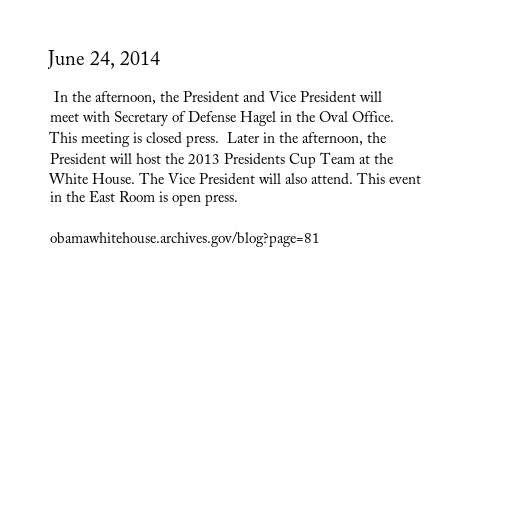 June 24, 2014
In the afternoon, the President and Vice President will
meet with Secretary of Defense Hagel in the Oval Office.
This meeting is closed press.  Later in the afternoon, the
President will host the 2013 Presidents Cup Team at the
White House. The Vice President will also attend. This event
in the East Room is open press.
obamawhitehouse.archives.gov/blog?page=81